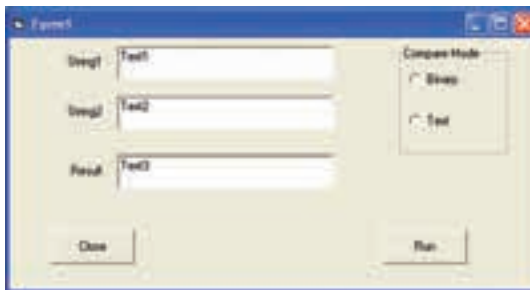 Form1
String1 Text1
String2 Text2
Result Text3
Compare Mode
Binary
Text
Close
Run